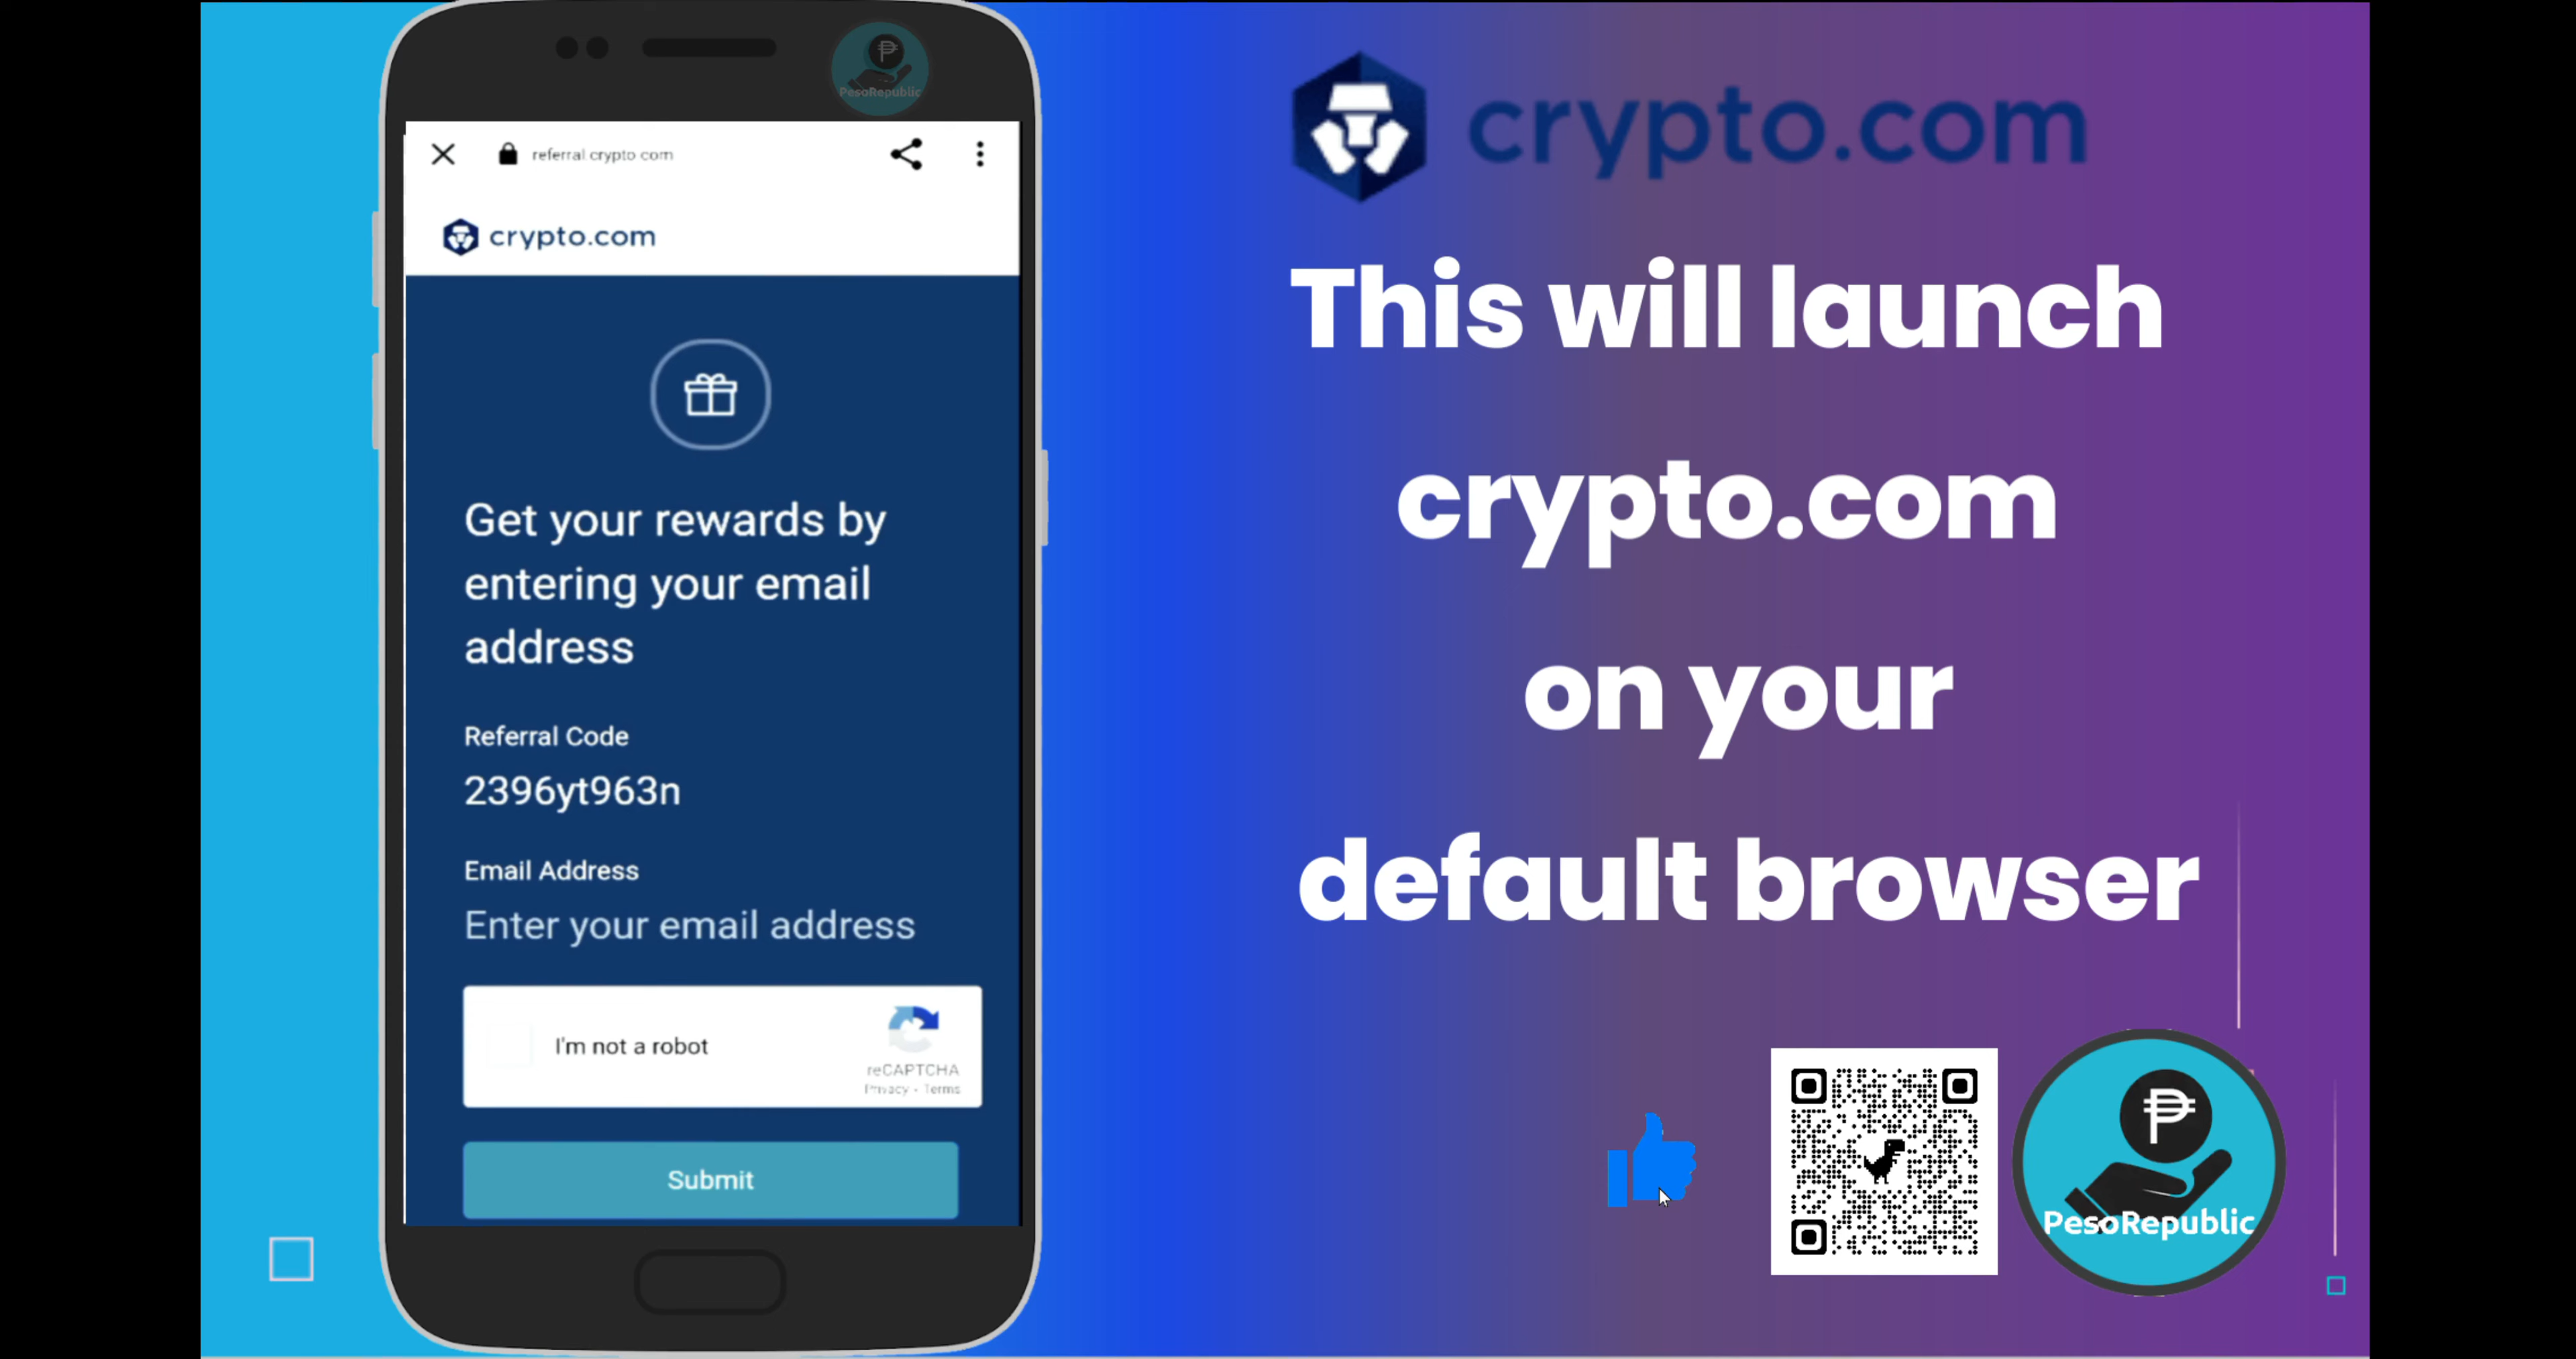 PesoRepublic
referral.crypto.com
crypto.com
Get your rewards by
entering your email
address
Referral Code
2396yt963n
Email Address
Enter your email address
I'm not a robot
reCAPTCHA
Privacy - Terms
Submit
crypto.com
This will launch
crypto.com
on your
default browser
PesoRepublic